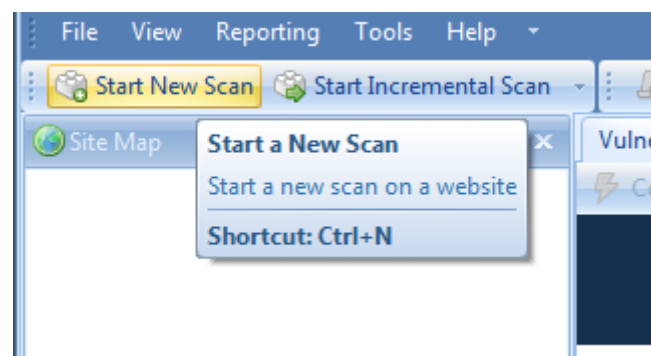 File View Reporting Tools Help
Start New Scan Start Incremental Scan
Site Map
Start a New Scan
Start a new scan on a website
Shortcut: Ctrl+N